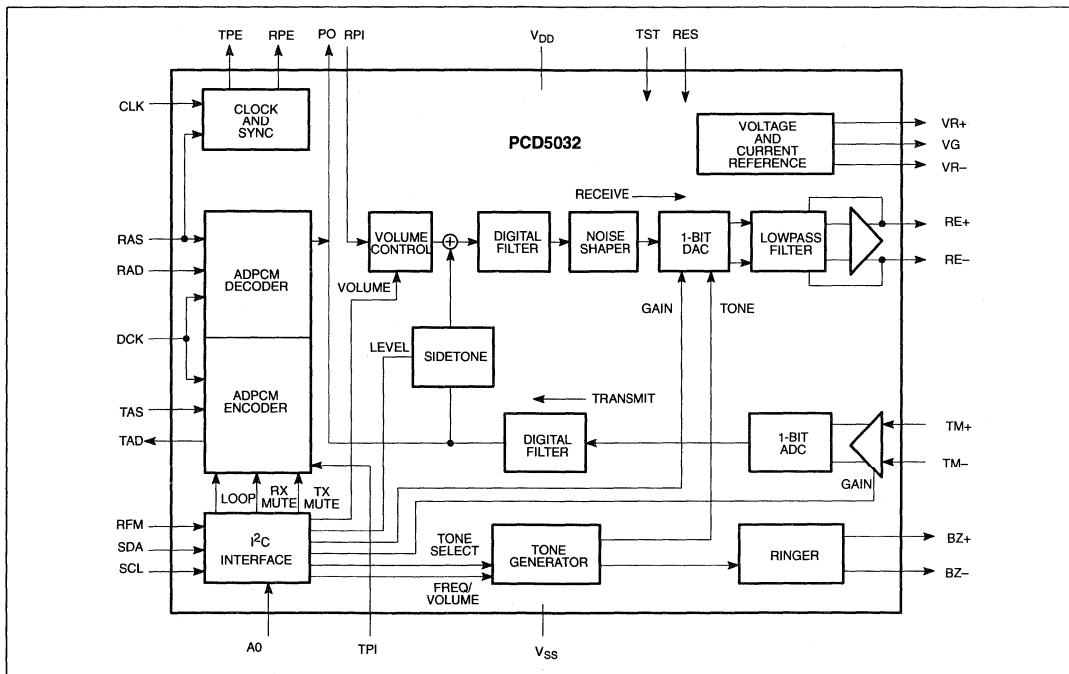 TPE
RPE
PO
RPI
V_DD
TST
RES
CLK
CLOCK
AND
SYNC
PCD5032
VOLTAGE
AND
CURRENT
REFERENCE
VR+
VG
VR–
RECEIVE
RAS
RAD
DCK
TAS
TAD
ADPCM
DECODER
ADPCM
ENCODER
VOLUME
CONTROL
+
DIGITAL
FILTER
NOISE
SHAPER
1-BIT
DAC
LOWPASS
FILTER
RE+
RE–
VOLUME
GAIN
TONE
LEVEL
SIDETONE
TRANSMIT
DIGITAL
FILTER
1-BIT
ADC
GAIN
TM+
TM–
LOOP
RX
MUTE
TX
MUTE
RFM
SDA
SCL
I²C
INTERFACE
TONE
SELECT
FREQ/
VOLUME
TONE
GENERATOR
RINGER
BZ+
BZ–
A0
TPI
V_SS